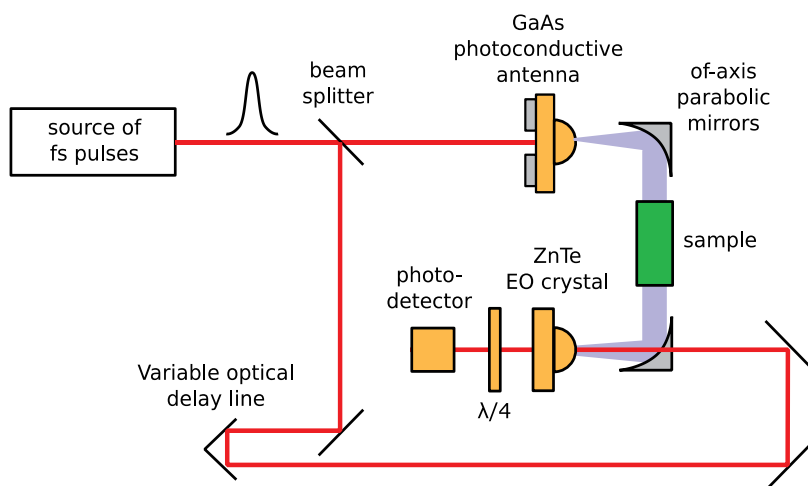 GaAs
photoconductive
antenna
of-axis
parabolic
mirrors
beam
splitter
source of
fs pulses
sample
ZnTe
EO crystal
photo-
detector
Variable optical
delay line
λ/4